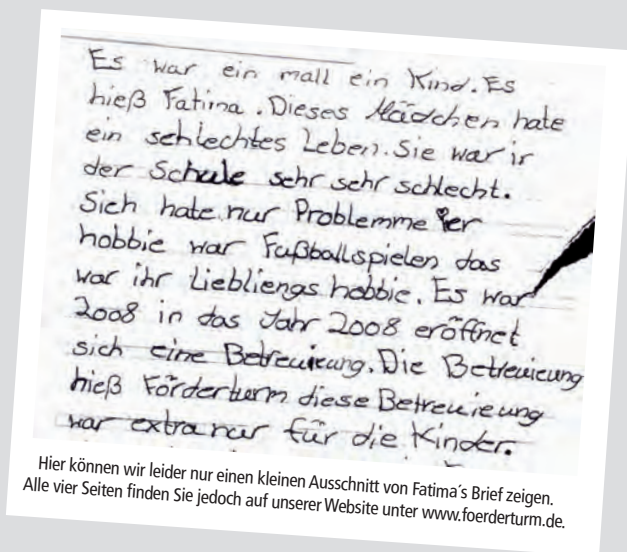 Es war ein mall ein Kind. Es
hieß Fatima. Dieses Mädchen hate
ein schlechtes Leben. Sie war in
der Schule sehr sehr schlecht.
Sich hate nur Problemme ier
hobbie war Fußballspielen das
war ihr Liebliengs hobbie. Es war
2008 in das Jahr 2008 eröffnet
sich eine Betreuieung. Die Betreuieung
hieß Förderturm diese Betreuieung
war extra nur für die Kinder.
Hier können wir leider nur einen kleinen Ausschnitt von Fatima´s Brief zeigen.
Alle vier Seiten finden Sie jedoch auf unserer Website unter www.foerderturm.de.